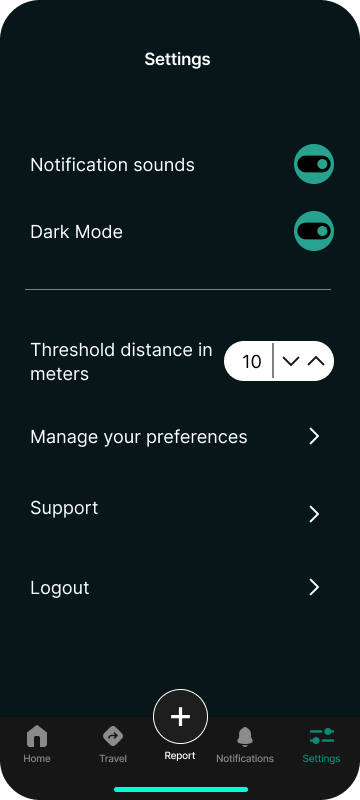 Settings
Notification sounds
Dark Mode
Threshold distance in
meters
10
Manage your preferences
Support
Logout
Home
Travel
Report
Notifications
Settings